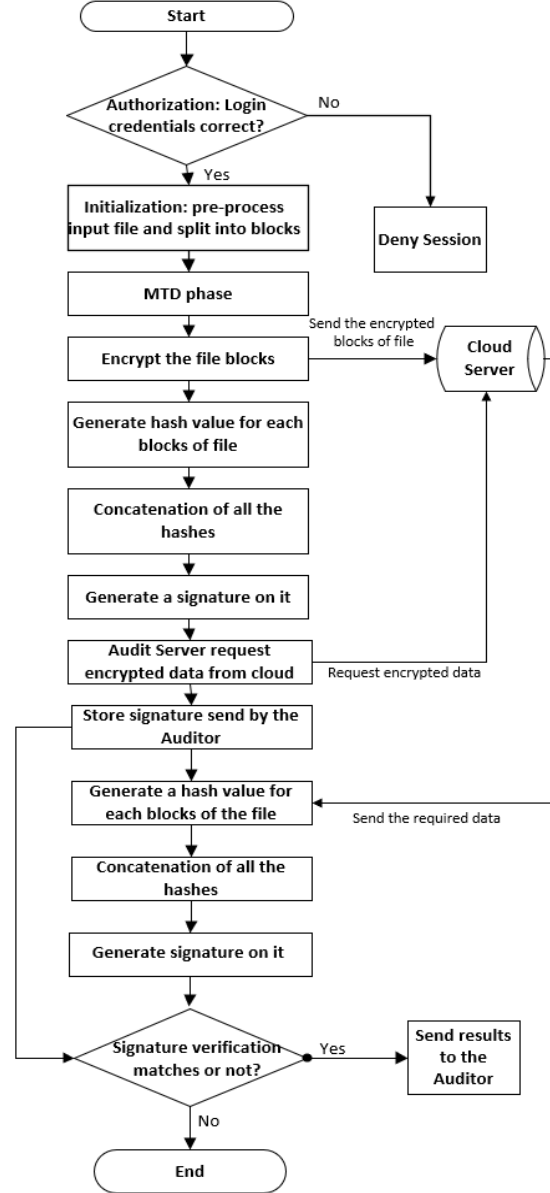 Start
Authorization: Login
credentials correct?
No
Yes
Initialization: pre-process
input file and split into blocks
Deny Session
MTD phase
Send the encrypted
blocks of file
Encrypt the file blocks
Cloud
Server
Generate hash value for each
blocks of file
Concatenation of all the
hashes
Generate a signature on it
Audit Server request
encrypted data from cloud
Request encrypted data
Store signature send by the
Auditor
Generate a hash value for
each blocks of the file
Send the required data
Concatenation of all the
hashes
Generate signature on it
Signature verification
matches or not?
Yes
Send results
to the
Auditor
No
End